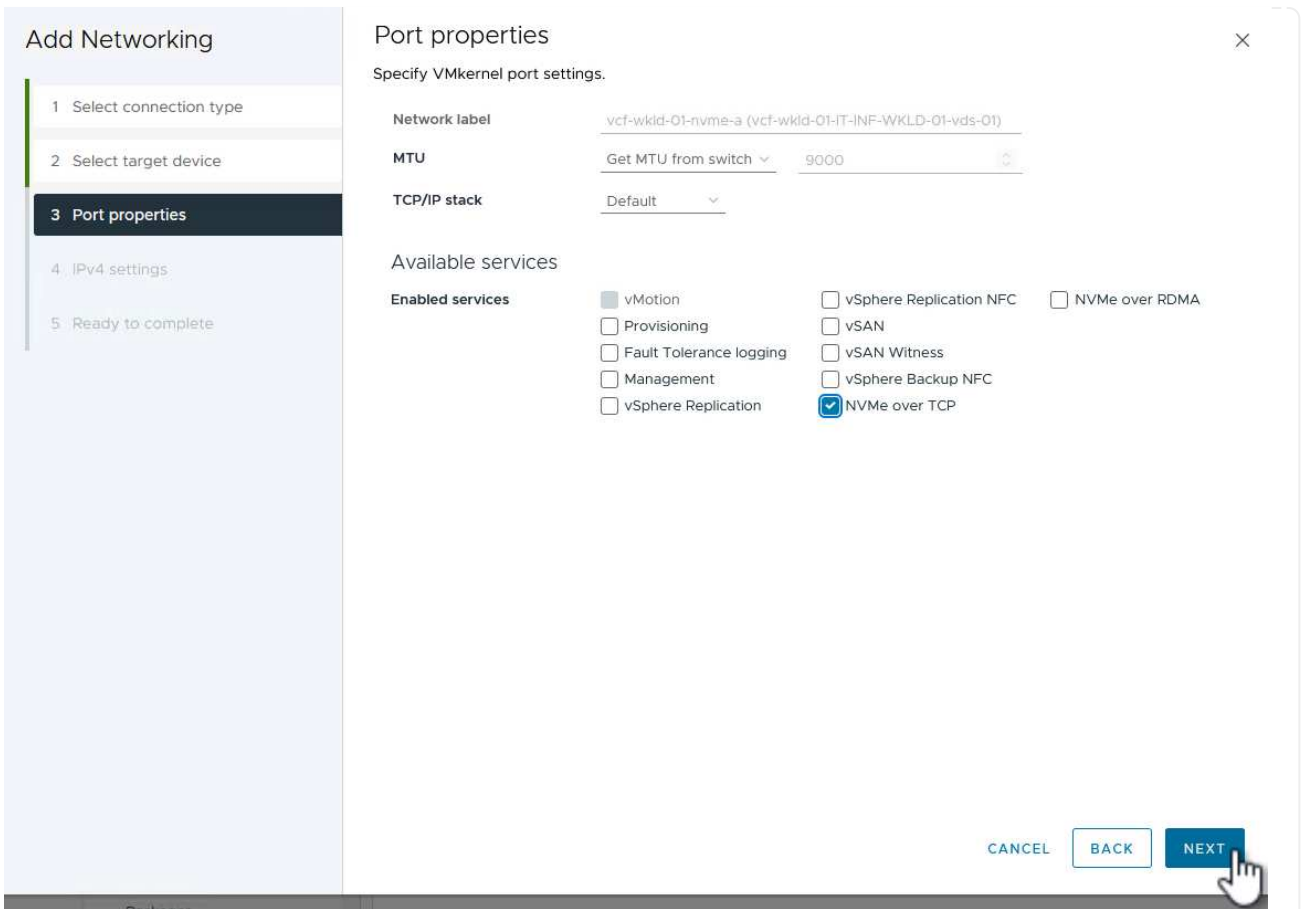 Add Networking
1 Select connection type
2 Select target device
3 Port properties
4 IPv4 settings
5 Ready to complete
Port properties
Specify VMkernel port settings.
Network label vcf-wkld-01-nvme-a (vcf-wkld-01-IT-INF-WKLD-01-vds-01)
MTU Get MTU from switch 9000
TCP/IP stack Default
Available services
Enabled services vMotion vSphere Replication NFC NVMe over RDMA
Provisioning vSAN
Fault Tolerance logging vSAN Witness
Management vSphere Backup NFC
vSphere Replication NVMe over TCP
CANCEL BACK NEXT